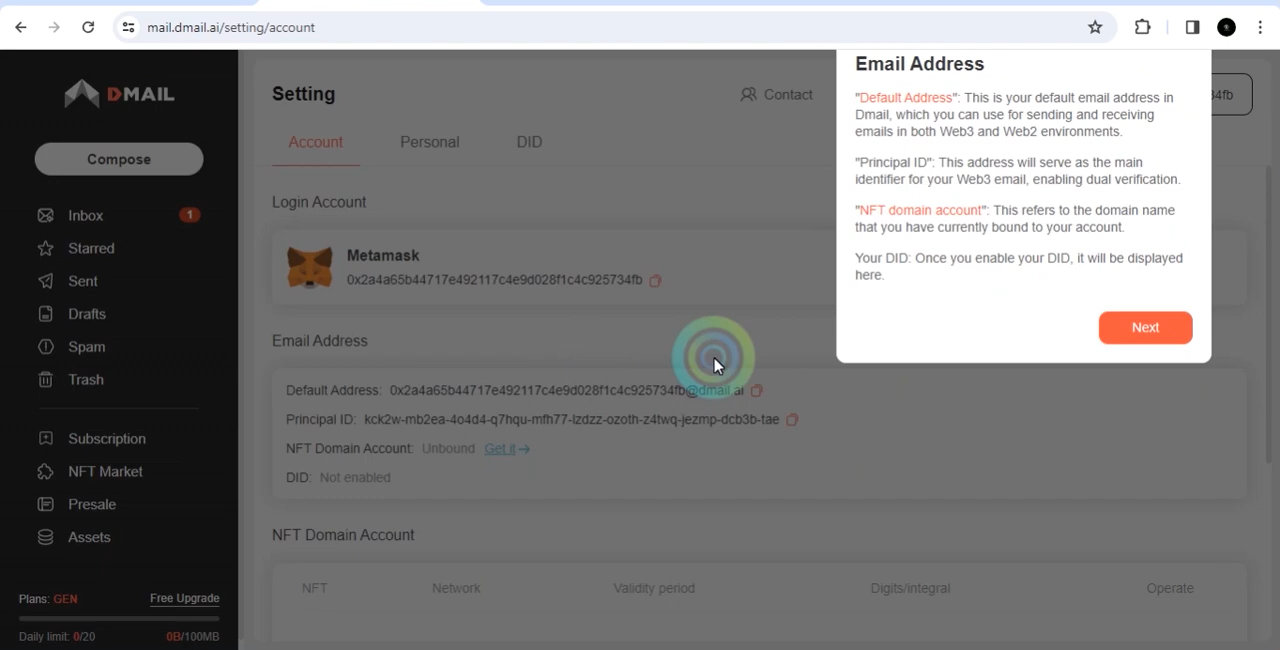 mail.dmail.ai/setting/account
DMAIL
Compose
Inbox 1
Starred
Sent
Drafts
Spam
Trash
Subscription
NFT Market
Presale
Assets
Plans: GEN Free Upgrade
Daily limit: 0/20 0B/100MB
Setting
Contact
34fb
Account Personal DID
Login Account
Metamask
0x2a4a65b44717e492117c4e9d028f1c4c925734fb
Email Address
Default Address: 0x2a4a65b44717e492117c4e9d028f1c4c925734fb@dmail.ai
Principal ID: kck2w-mb2ea-4o4d4-q7hqu-mfh77-lzdzz-ozoth-z4twq-jezmp-dcb3b-tae
NFT Domain Account: Unbound Get it→
DID: Not enabled
NFT Domain Account
NFT Network Validity period Digits/integral Operate
Email Address
"Default Address": This is your default email address in
Dmail, which you can use for sending and receiving
emails in both Web3 and Web2 environments.
"Principal ID": This address will serve as the main
identifier for your Web3 email, enabling dual verification.
"NFT domain account": This refers to the domain name
that you have currently bound to your account.
Your DID: Once you enable your DID, it will be displayed
here.
Next